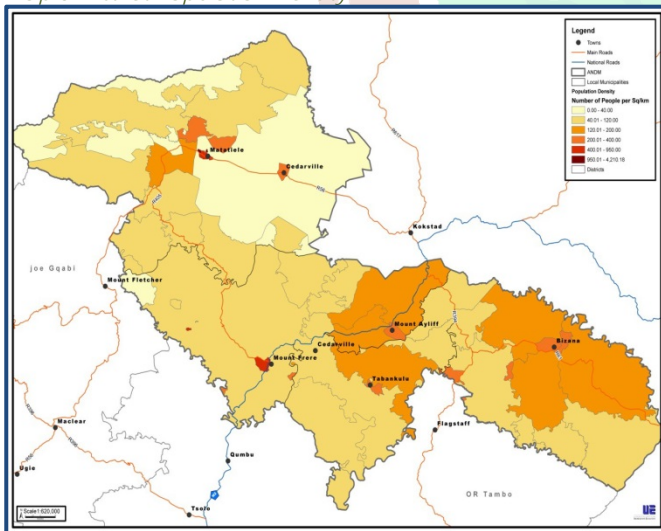 Legend
Towns
Main Roads
National Roads
ANDM
Local Municipalities
Population Density
Number of People per Sq/km
0.00 - 40.00
40.01 - 120.00
120.01 - 200.00
200.01 - 400.00
400.01 - 950.00
950.01 - 4,210.18
Districts
Matatiele
Cedarville
Kokstad
joe Gqabi
Mount Fletcher
Mount Ayliff
Cedarville
Bizana
Mount Frere
Tabankulu
Maclear
Flagstaff
Qumbu
Ugie
OR Tambo
Tsolo
Scale1:620,000
UE